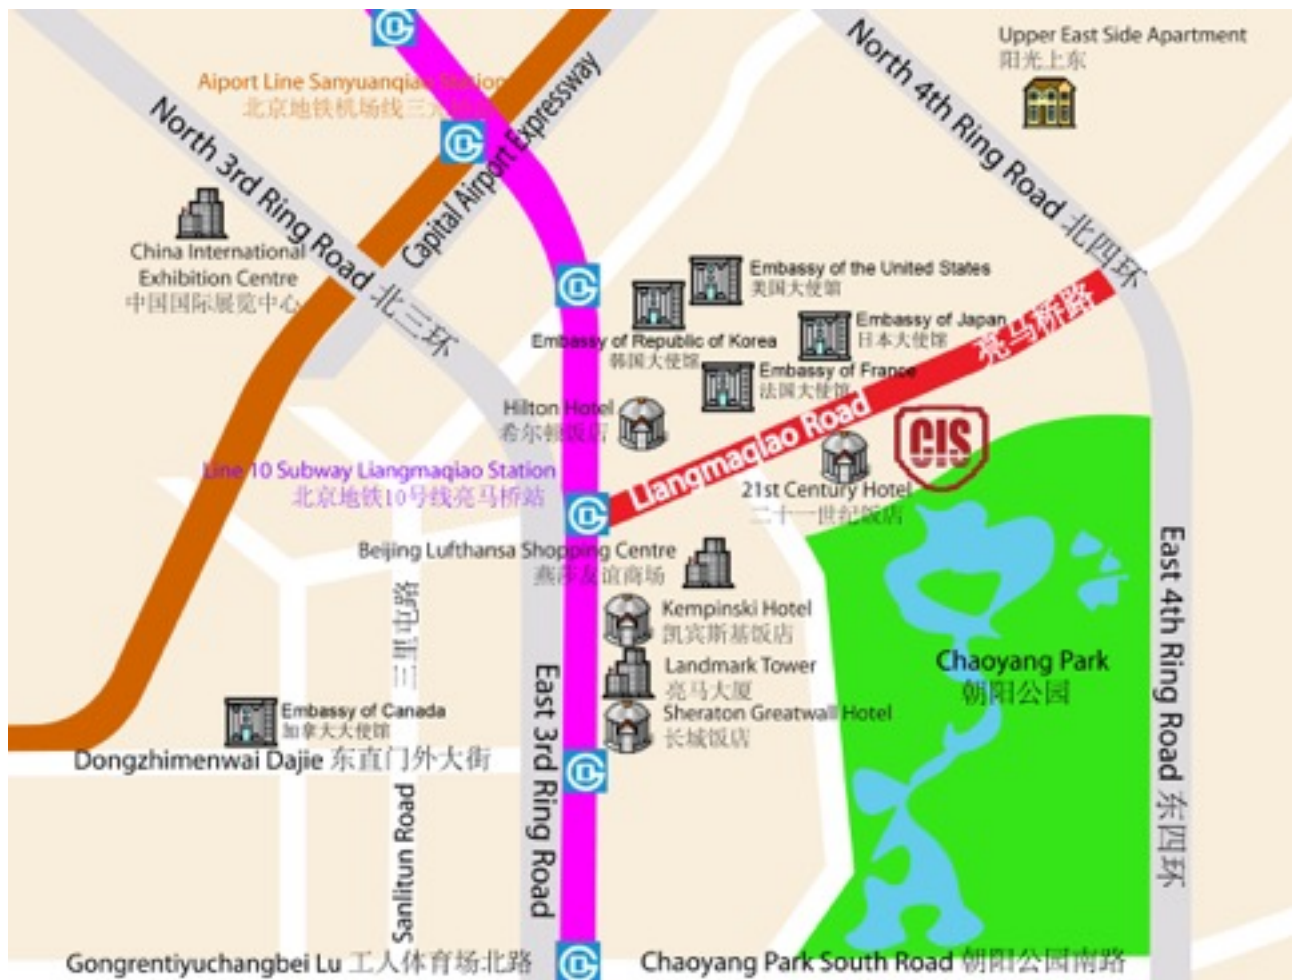 Upper East Side Apartment
阳光上东
North 4th Ring Road 北四环
Aiport Line Sanyuanqiao Station
北京地铁机场线三元
Capital Airport Expressway
North 3rd Ring Road 北三环
China International
Exhibition Centre
中国国际展览中心
Embassy of the United States
美国大使馆
Embassy of Japan
日本大使馆
Embassy of Republic of Korea
韩国大使馆
Embassy of France
法国大使馆
Liangmaqiao Road 亮马桥路
Hilton Hotel
希尔顿饭店
CIS
Line 10 Subway Liangmaqiao Station
北京地铁10号线亮马桥站
21st Century Hotel
二十一世纪饭店
Beijing Lufthansa Shopping Centre
燕莎友谊商场
Kempinski Hotel
凯宾斯基饭店
Landmark Tower
亮马大厦
Sheraton Greatwall Hotel
长城饭店
Chaoyang Park
朝阳公园
Embassy of Canada
加拿大大使馆
Dongzhimenwai Dajie 东直门外大街
Sanlitun Road 三里屯路
East 3rd Ring Road
East 4th Ring Road 东四环
Gongrentiyuchangbei Lu 工人体育场北路
Chaoyang Park South Road 朝阳公园南路